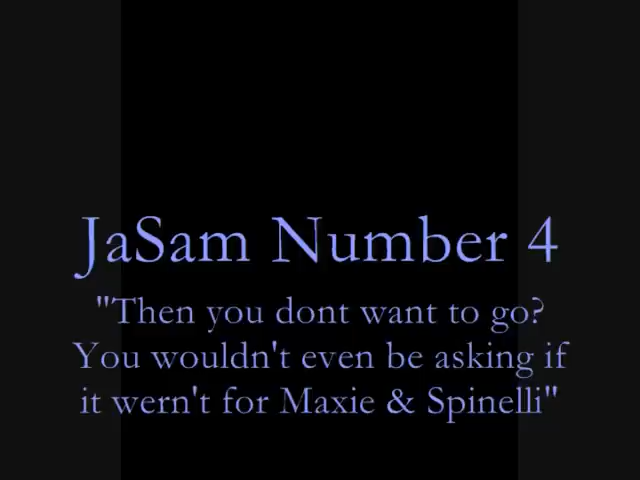 JaSam Number 4
"Then you dont want to go?
You wouldn't even be asking if
it wern't for Maxie & Spinelli"